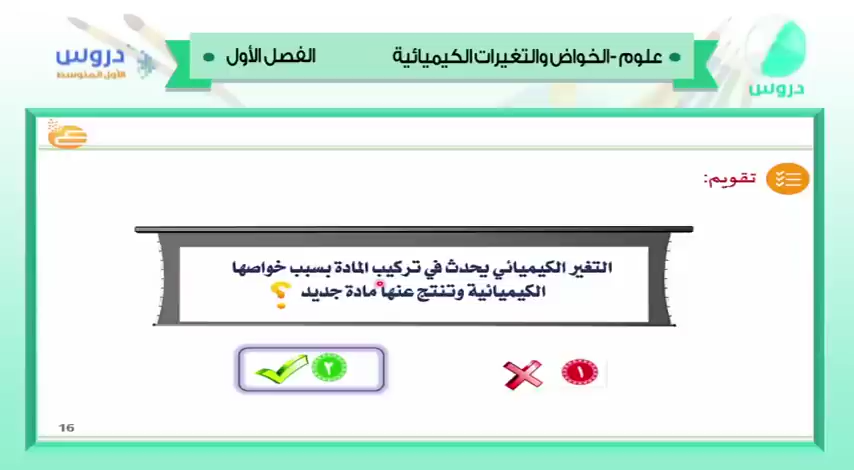 دروس
الأول المتوسط
علوم - الخواض والتغيرات الكيميائية
الفصل الأول
دروس
تقويم:
التغير الكيميائي يحدث في تركيب المادة بسبب خواصها
الكيميائية وتنتج عنها مادة جديد ؟
١
٢
16